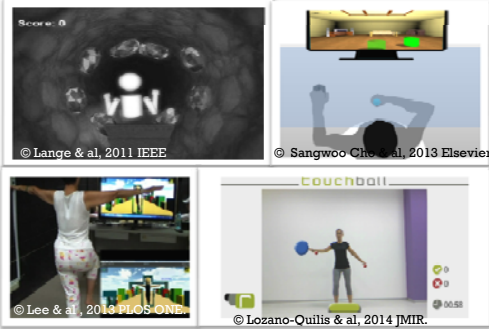 Score: 0
© Lange & al, 2011 IEEE
© Sangwoo Cho & al, 2013 Elsevier
© Lee & al , 2013 PLOS ONE.
touchball
0
0
00:58
© Lozano-Quilis & al, 2014 JMIR.